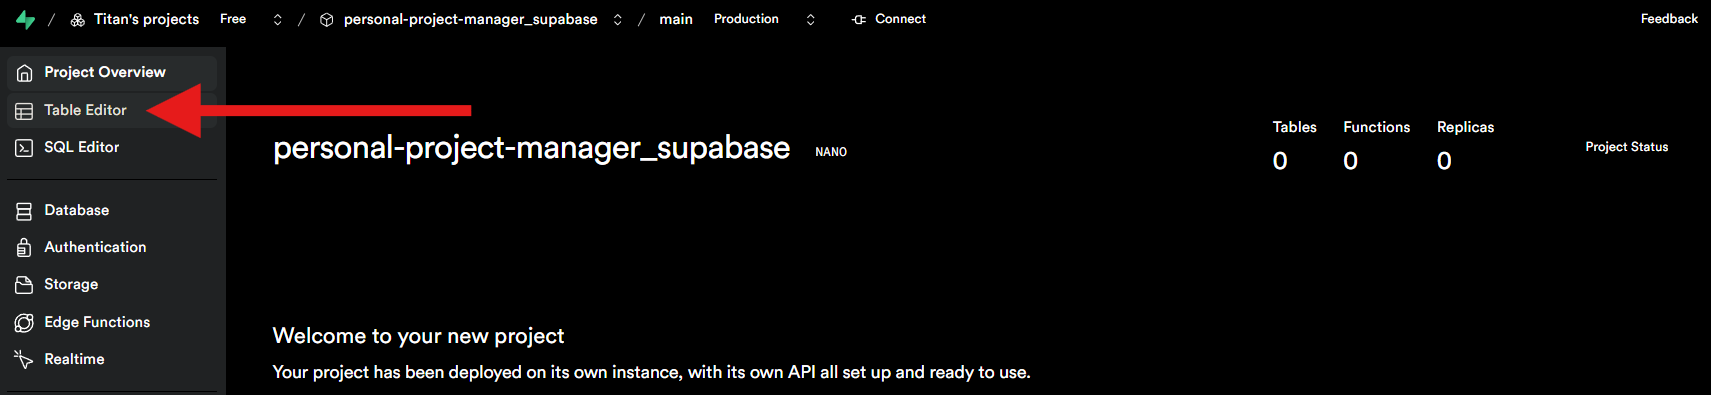 / Titan's projects Free / personal-project-manager_supabase / main Production Connect Feedback
Project Overview
Table Editor
SQL Editor
Database
Authentication
Storage
Edge Functions
Realtime
personal-project-manager_supabase NANO
Tables Functions Replicas
0 0 0
Project Status
Welcome to your new project
Your project has been deployed on its own instance, with its own API all set up and ready to use.